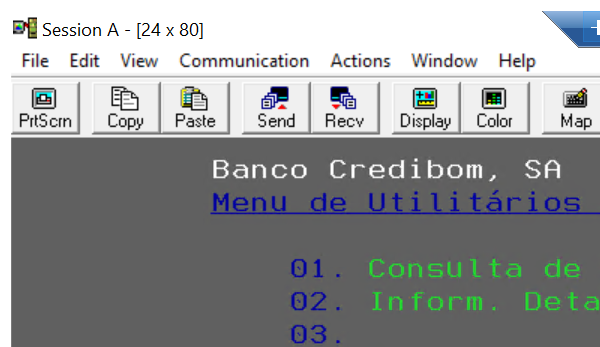 Session A - [24 x 80]
File Edit View Communication Actions Window Help
PrtScrn Copy Paste Send Recv Display Color Map
Banco Credibom, SA
Menu de Utilitários
01. Consulta de
02. Inform. Deta
03.